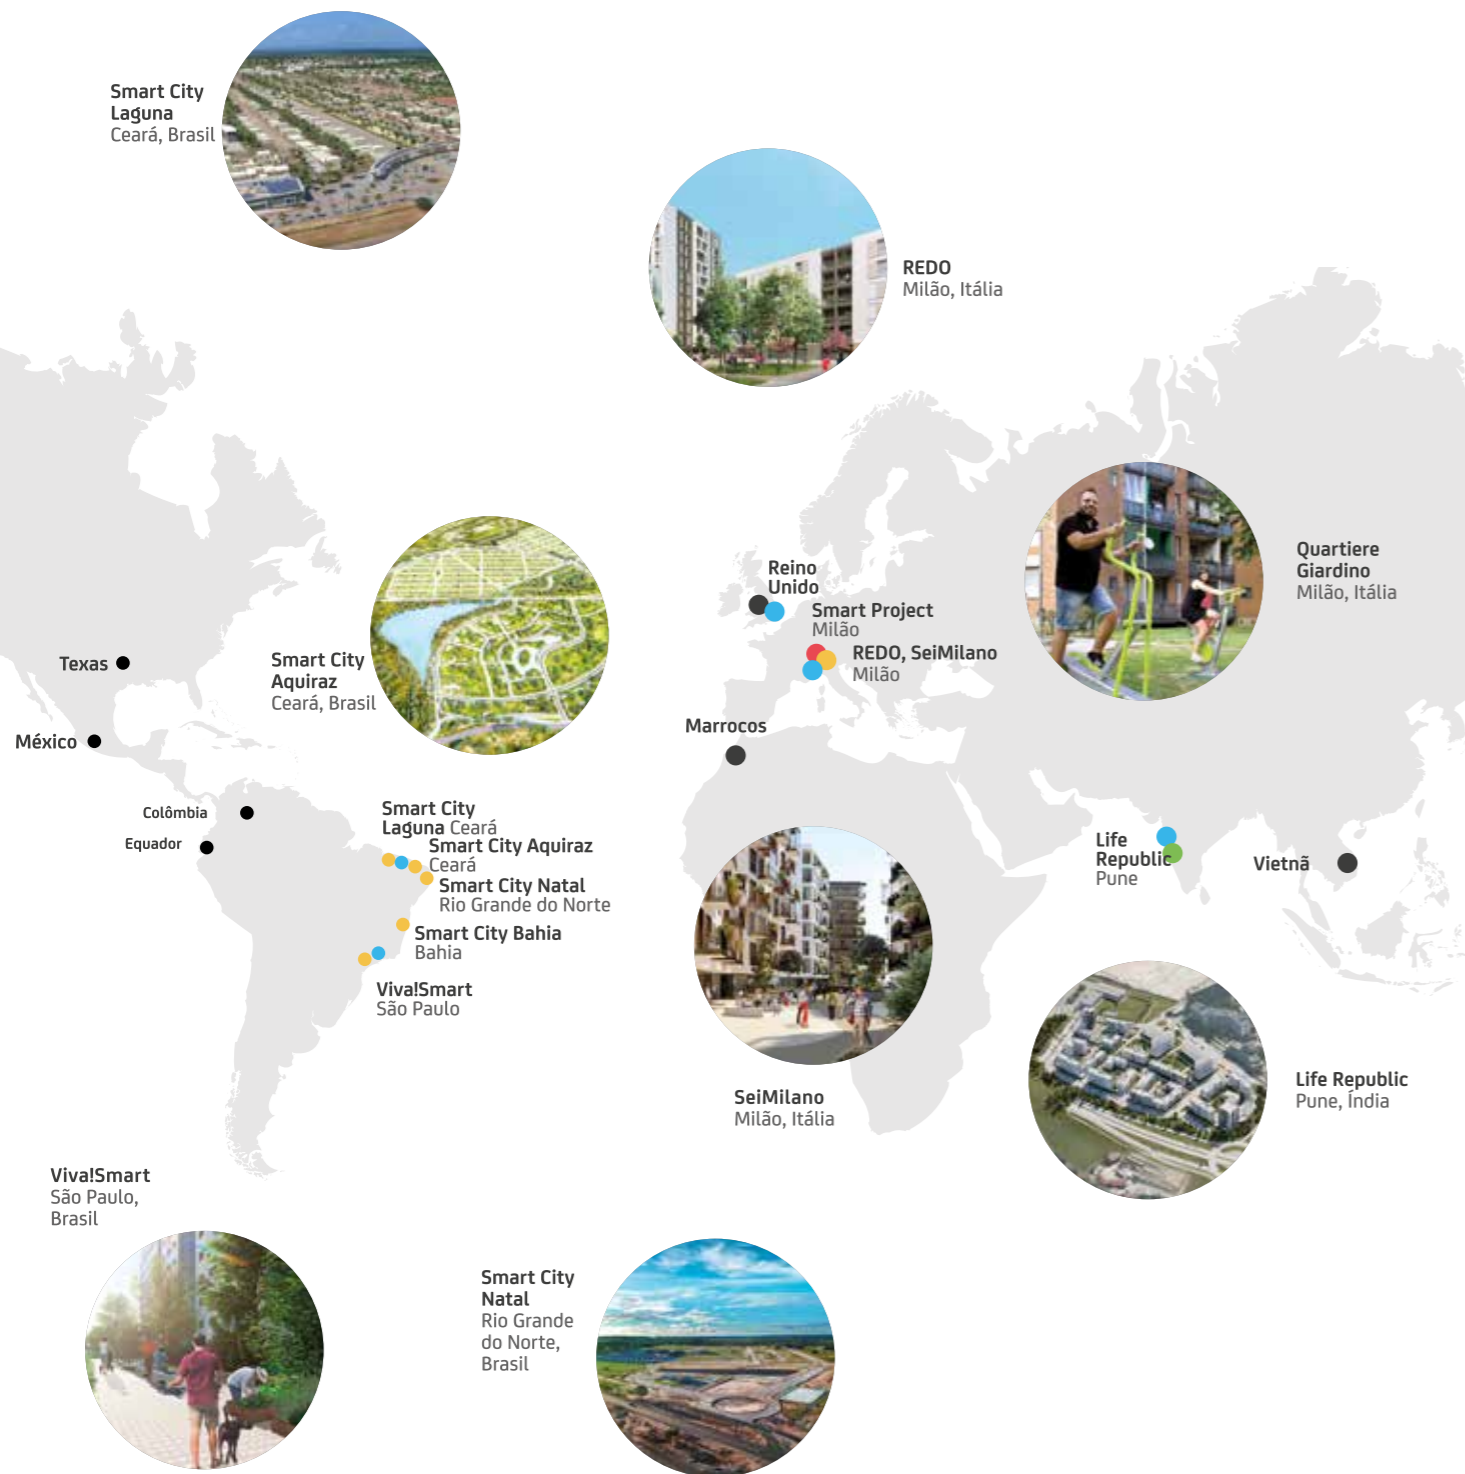 Smart City
Laguna
Ceará, Brasil
REDO
Milão, Itália
Quartiere
Giardino
Milão, Itália
Reino
Unido
Smart Project
Milão
REDO, SeiMilano
Milão
Texas
Smart City
Aquiraz
Ceará, Brasil
México
Marrocos
Colômbia
Equador
Smart City
Laguna Ceará
Smart City Aquiraz
Ceará
Smart City Natal
Rio Grande do Norte
Smart City Bahia
Bahia
Viva!Smart
São Paulo
Life
Republic
Pune
Vietnã
SeiMilano
Milão, Itália
Life Republic
Pune, Índia
Viva!Smart
São Paulo,
Brasil
Smart City
Natal
Rio Grande
do Norte,
Brasil